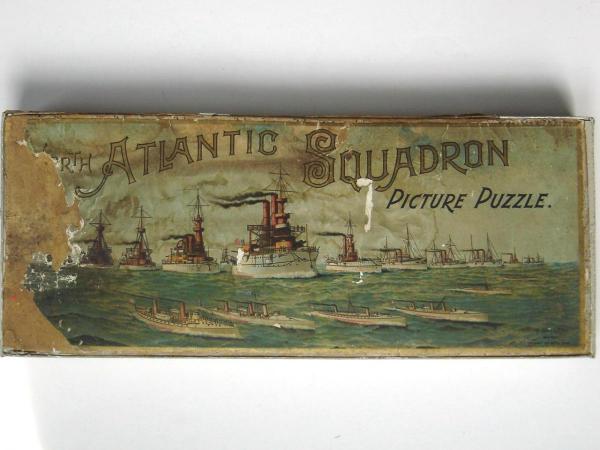 RTH ATLANTIC SQUADRON
PICTURE PUZZLE.